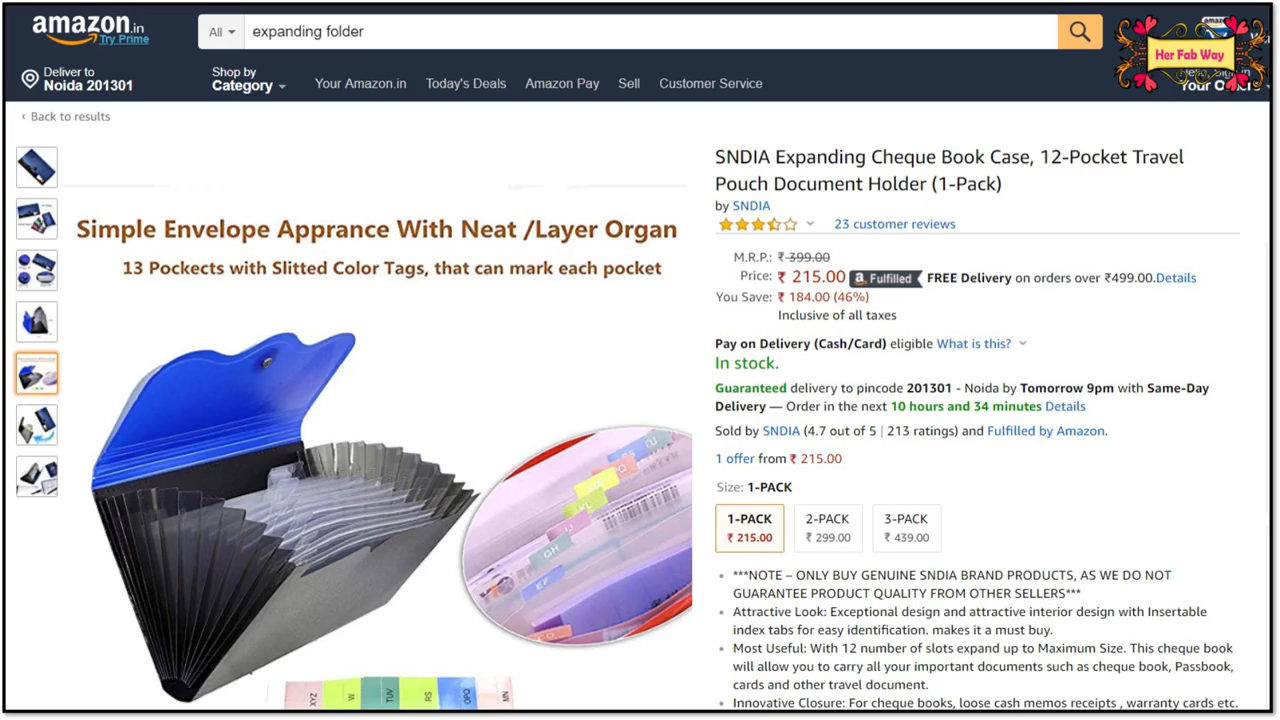 amazon.in
Try Prime
All
expanding folder
Her Fab Way
Deliver to
Noida 201301
Shop by
Category
Your Amazon.in
Today's Deals
Amazon Pay
Sell
Customer Service
‹ Back to results
SNDIA Expanding Cheque Book Case, 12-Pocket Travel
Pouch Document Holder (1-Pack)
by SNDIA
23 customer reviews
Simple Envelope Apprance With Neat /Layer Organ
13 Pockects with Slitted Color Tags, that can mark each pocket
M.R.P.: ₹ 399.00
Price: ₹ 215.00 a Fulfilled FREE Delivery on orders over ₹499.00.Details
You Save: ₹ 184.00 (46%)
Inclusive of all taxes
Pay on Delivery (Cash/Card) eligible What is this?
In stock.
Guaranteed delivery to pincode 201301 - Noida by Tomorrow 9pm with Same-Day
Delivery — Order in the next 10 hours and 34 minutes Details
Sold by SNDIA (4.7 out of 5 | 213 ratings) and Fulfilled by Amazon.
1 offer from ₹ 215.00
Size: 1-PACK
1-PACK
₹ 215.00
2-PACK
₹ 299.00
3-PACK
₹ 439.00
GH
EF
***NOTE – ONLY BUY GENUINE SNDIA BRAND PRODUCTS, AS WE DO NOT
GUARANTEE PRODUCT QUALITY FROM OTHER SELLERS***
Attractive Look: Exceptional design and attractive interior design with Insertable
index tabs for easy identification. makes it a must buy.
Most Useful: With 12 number of slots expand up to Maximum Size. This cheque book
will allow you to carry all your important documents such as cheque book, Passbook,
cards and other travel document.
Innovative Closure: For cheque books, loose cash memos receipts , warranty cards etc.
XYZ
W
TUV
RS
OPQ
MN